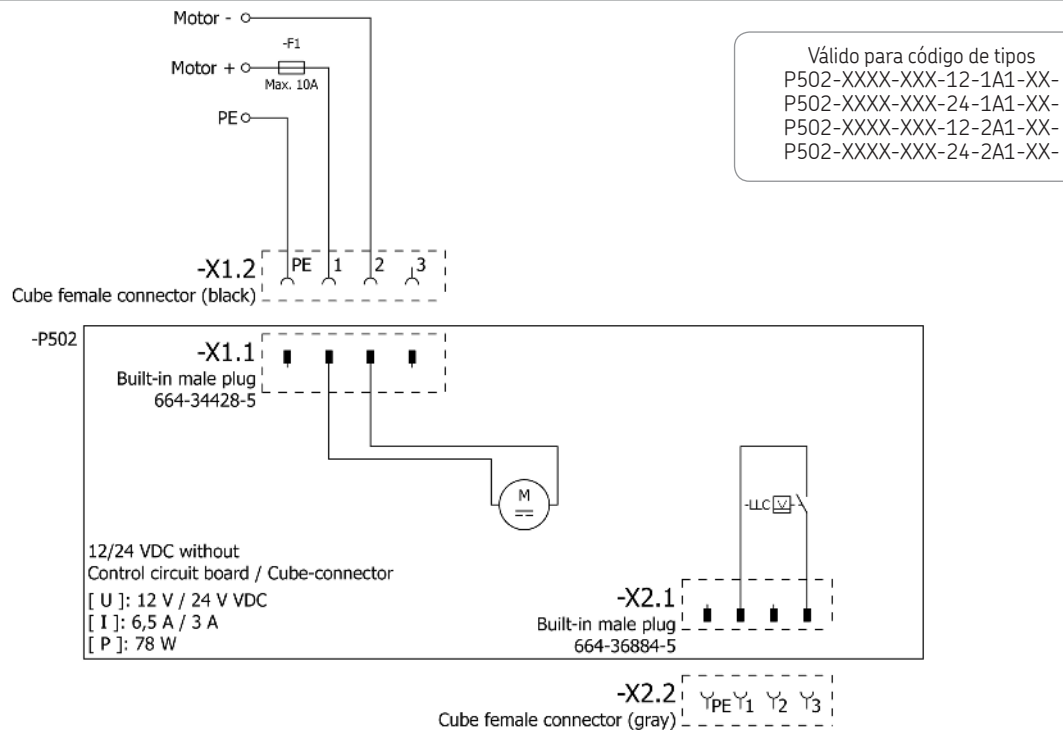 Motor -
-F1
Motor +
Max. 10A
PE
Válido para código de tipos
P502-XXXX-XXX-12-1A1-XX-
P502-XXXX-XXX-24-1A1-XX-
P502-XXXX-XXX-12-2A1-XX-
P502-XXXX-XXX-24-2A1-XX-
-X1.2
PE 1 2 3
Cube female connector (black)
-P502
-X1.1
Built-in male plug
664-34428-5
M
-LLC
12/24 VDC without
Control circuit board / Cube-connector
[ U ]: 12 V / 24 V VDC
[ I ]: 6,5 A / 3 A
[ P ]: 78 W
-X2.1
Built-in male plug
664-36884-5
-X2.2
PE 1 2 3
Cube female connector (gray)